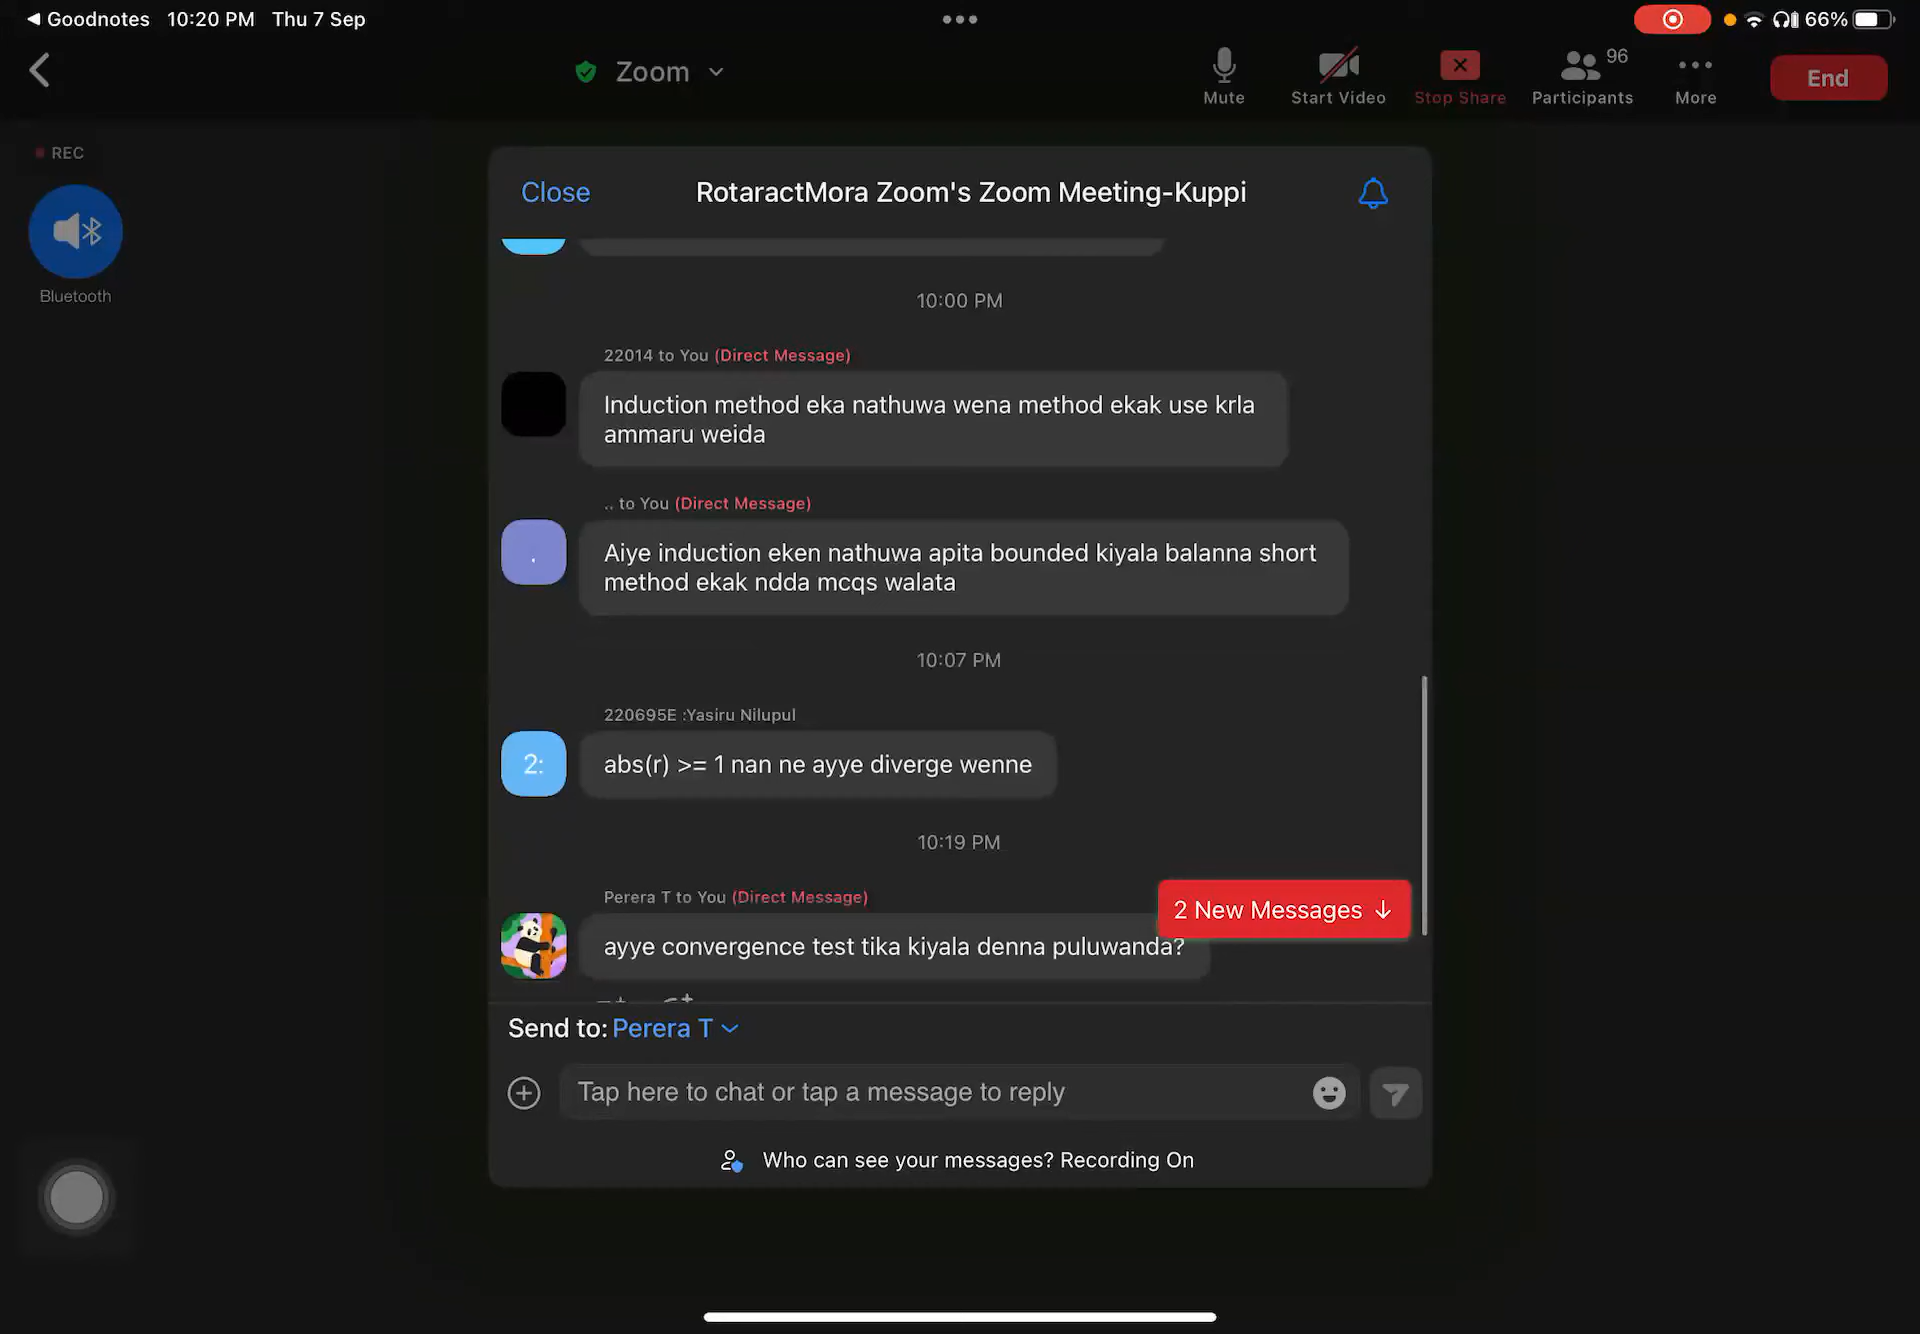 Goodnotes 10:20 PM Thu 7 Sep
66%
Zoom
Mute
Start Video
Stop Share
96
Participants
More
End
REC
Bluetooth
Close
RotaractMora Zoom's Zoom Meeting-Kuppi
10:00 PM
22014 to You (Direct Message)
Induction method eka nathuwa wena method ekak use krla
ammaru weida
.. to You (Direct Message)
.
Aiye induction eken nathuwa apita bounded kiyala balanna short
method ekak ndda mcqs walata
10:07 PM
220695E :Yasiru Nilupul
2:
abs(r) >= 1 nan ne ayye diverge wenne
10:19 PM
Perera T to You (Direct Message)
2 New Messages
ayye convergence test tika kiyala denna puluwanda?
Send to: Perera T
Tap here to chat or tap a message to reply
Who can see your messages? Recording On